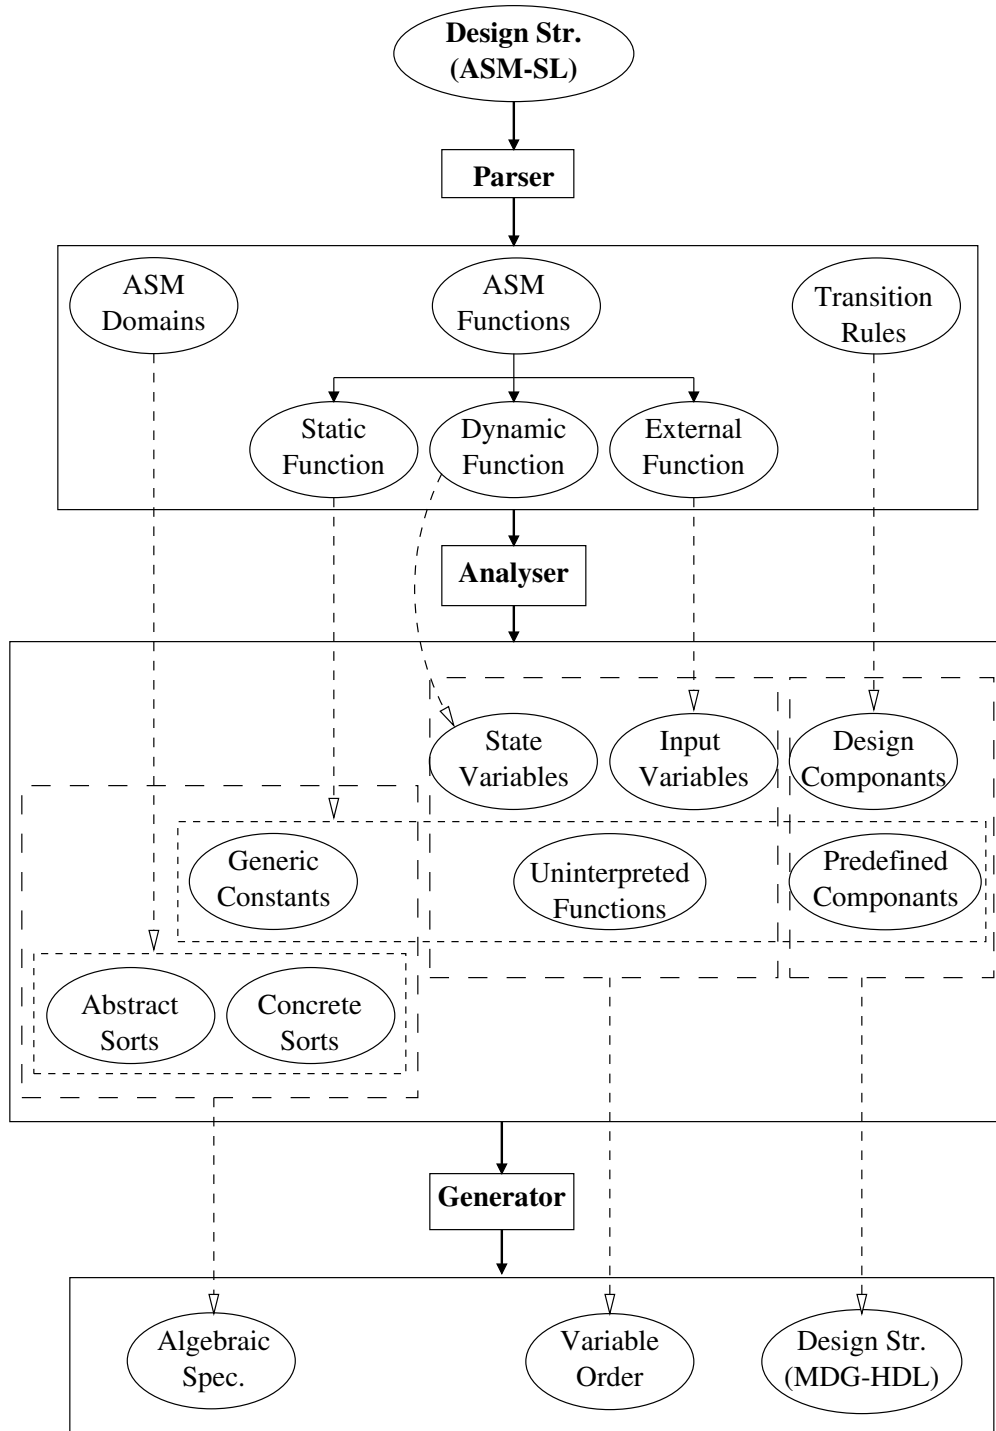 Design Str.
(ASM-SL)
Parser
ASM
Domains
ASM
Functions
Transition
Rules
Static
Function
Dynamic
Function
External
Function
Analyser
State
Variables
Input
Variables
Design
Componants
Generic
Constants
Uninterpreted
Functions
Predefined
Componants
Abstract
Sorts
Concrete
Sorts
Generator
Algebraic
Spec.
Variable
Order
Design Str.
(MDG-HDL)